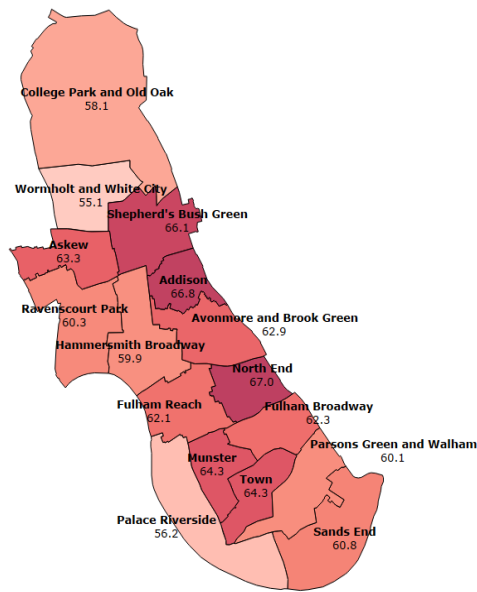 College Park and Old Oak
58.1
Wormholt and White City
55.1
Shepherd's Bush Green
66.1
Askew
63.3
Addison
66.8
Ravenscourt Park
60.3
Avonmore and Brook Green
62.9
Hammersmith Broadway
59.9
North End
67.0
Fulham Reach
62.1
Fulham Broadway
62.3
Parsons Green and Walham
60.1
Munster
64.3
Town
64.3
Palace Riverside
56.2
Sands End
60.8